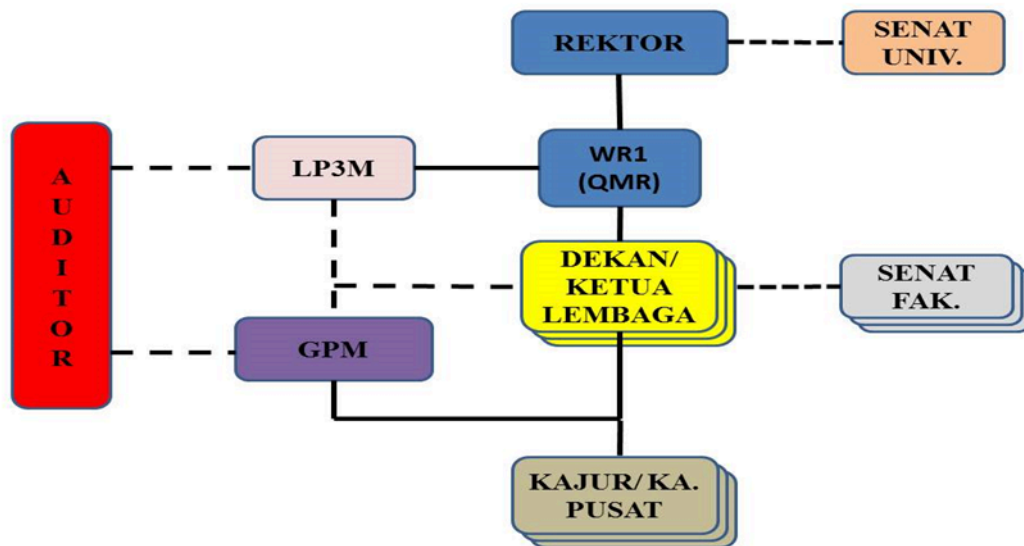 REKTOR
SENAT
UNIV.
A
U
D
I
T
O
R
LP3M
WR1
(QMR)
DEKAN/
KETUA
LEMBAGA
SENAT
FAK.
GPM
KAJUR/ KA.
PUSAT